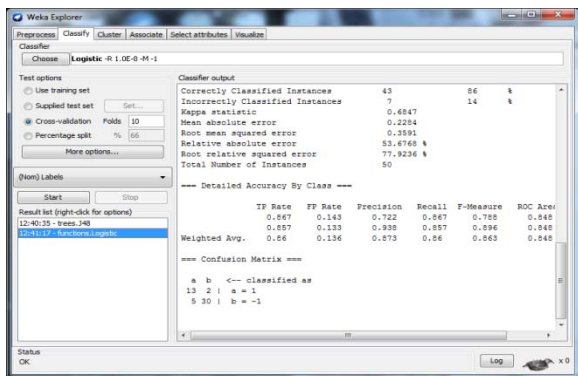 Weka Explorer
Preprocess Classify Cluster Associate Select attributes Visualize
Classifier
Choose Logistic -R 1.0E-8 -M -1
Test options
Use training set
Supplied test set Set...
Cross-validation Folds 10
Percentage split % 66
More options...
(Nom) Labels
Start Stop
Result list (right-click for options)
12:40:35 - trees.J48
12:41:17 - functions.Logistic
Classifier output
Correctly Classified Instances 43 86 %
Incorrectly Classified Instances 7 14 %
Kappa statistic 0.6847
Mean absolute error 0.2284
Root mean squared error 0.3591
Relative absolute error 53.6768 %
Root relative squared error 77.9236 %
Total Number of Instances 50
=== Detailed Accuracy By Class ===
TP Rate FP Rate Precision Recall F-Measure ROC Area
0.867 0.143 0.722 0.867 0.788 0.848
0.857 0.133 0.938 0.857 0.896 0.848
Weighted Avg. 0.86 0.136 0.873 0.86 0.863 0.848
=== Confusion Matrix ===
a b <-- classified as
13 2 | a = 1
5 30 | b = -1
Status
OK
Log
x 0